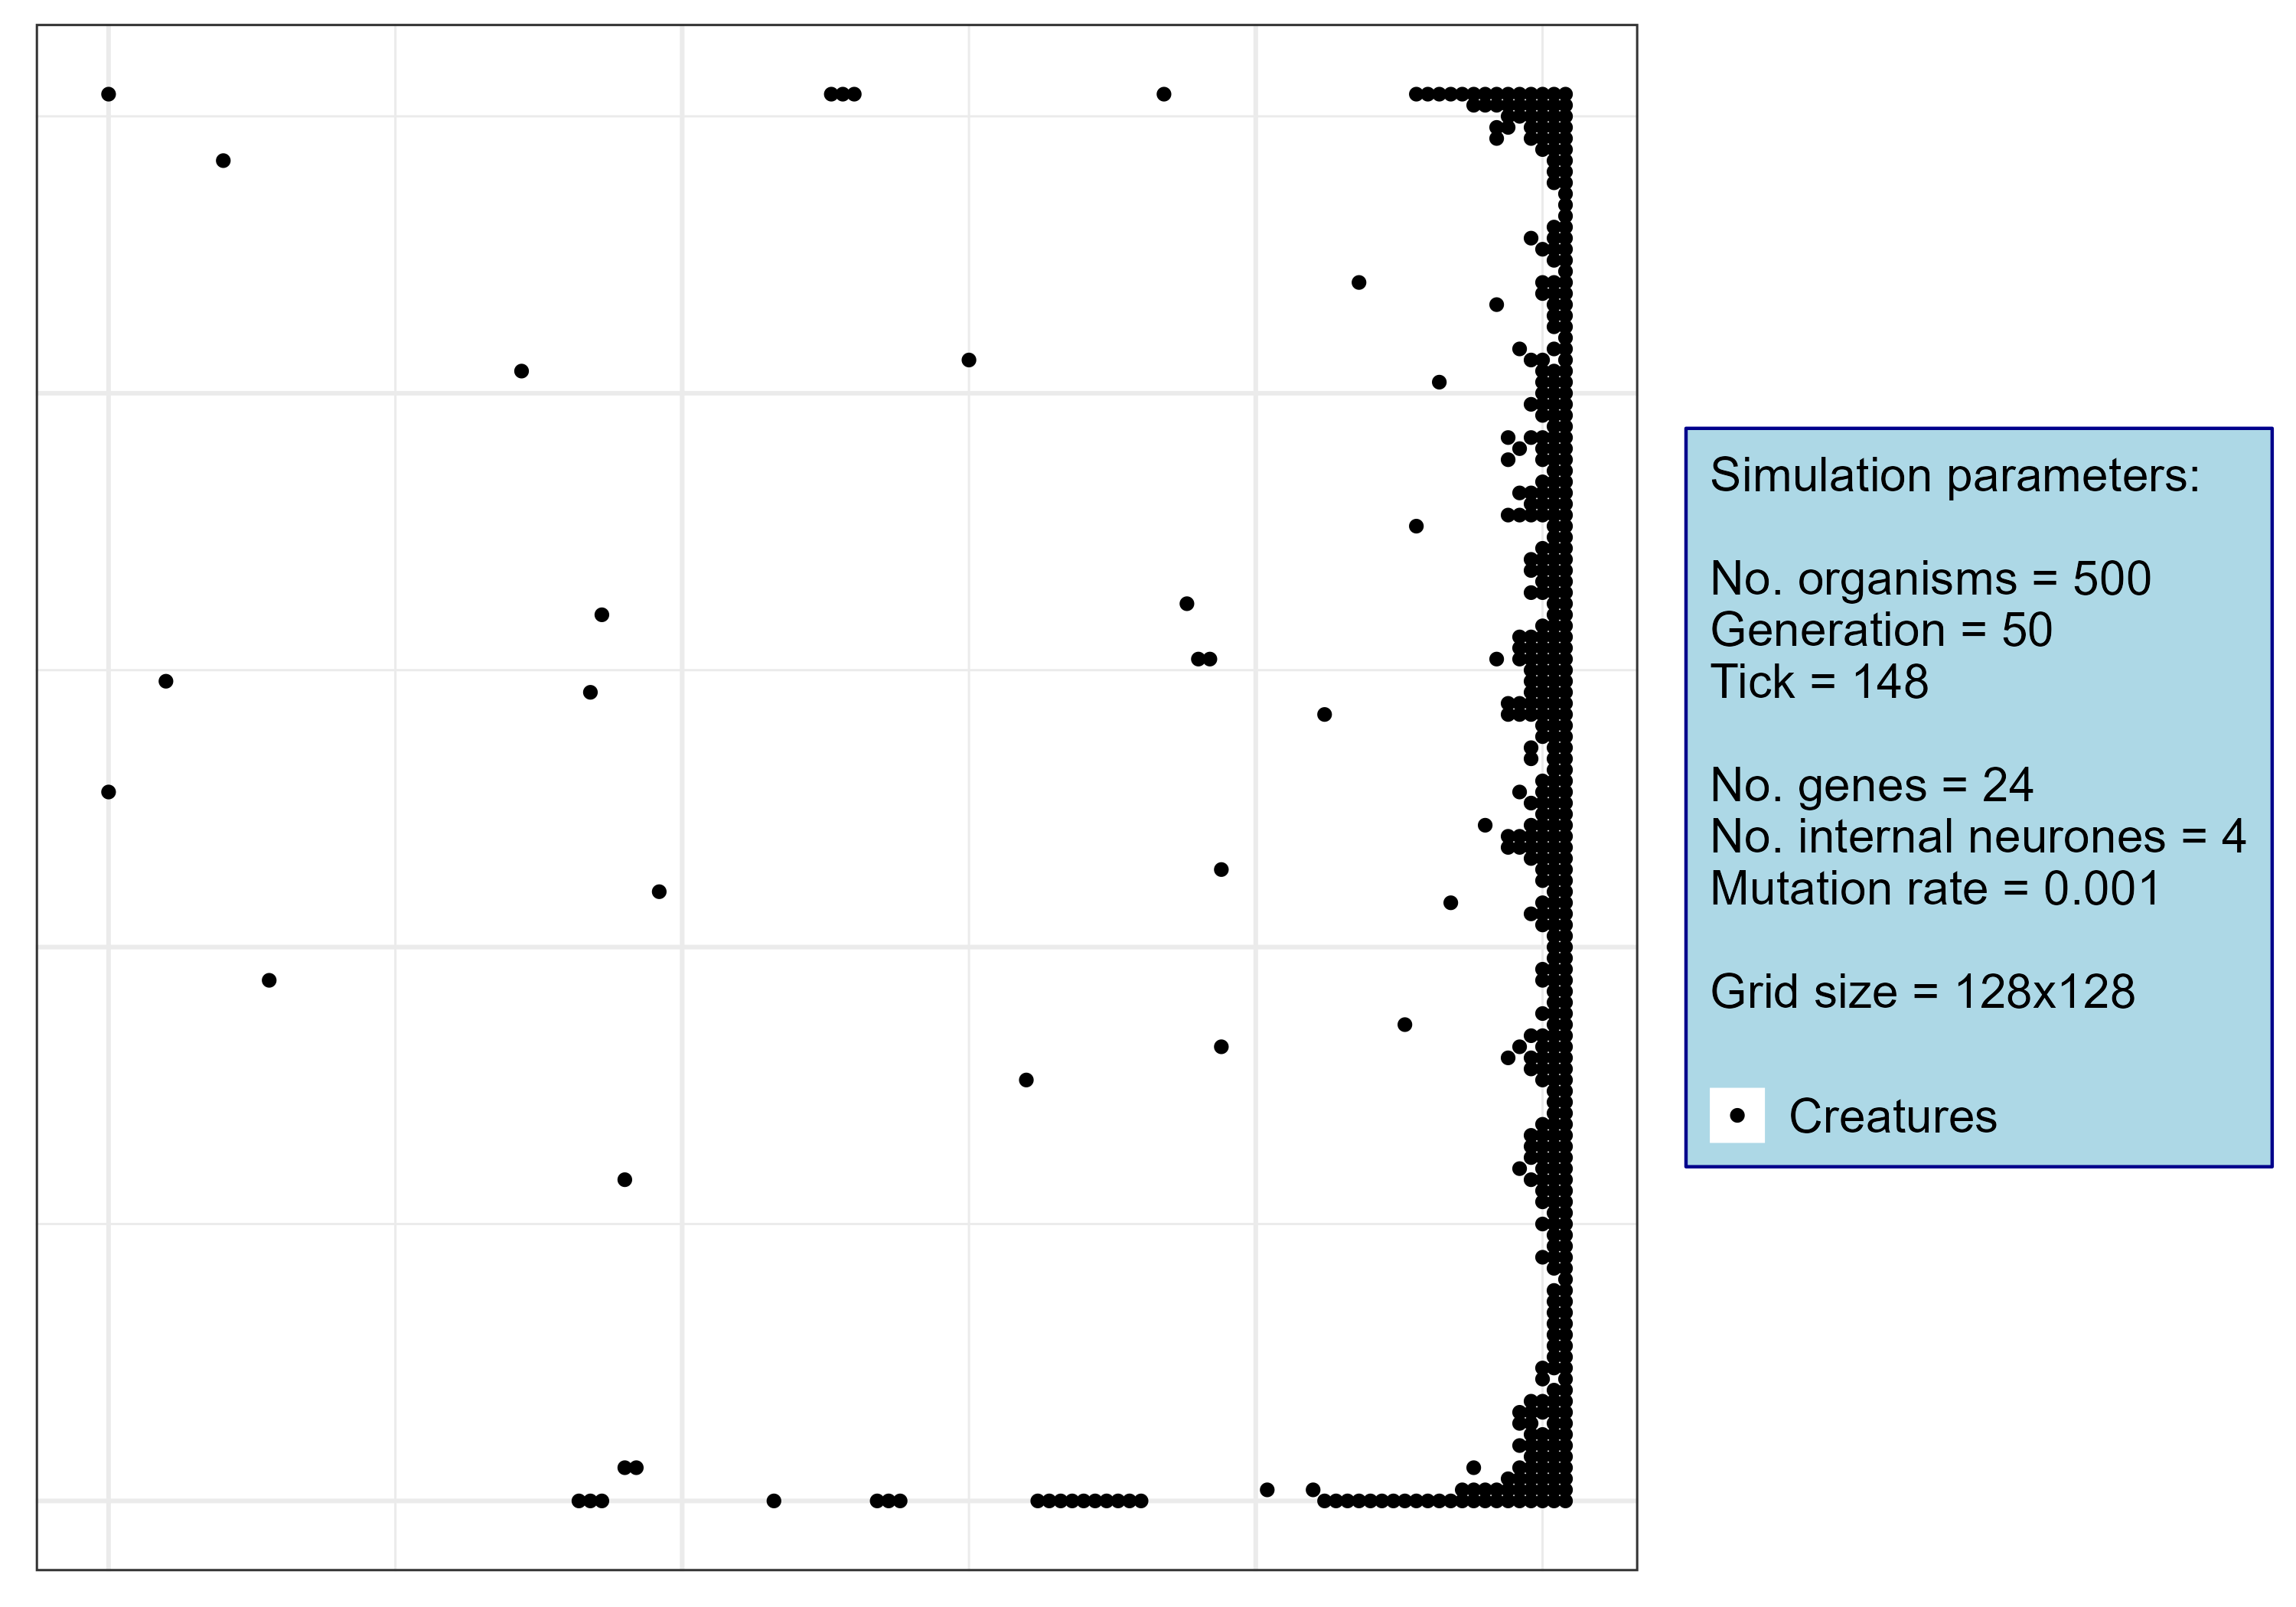 Simulation parameters:
No. organisms = 500
Generation = 50
Tick = 148
No. genes = 24
No. internal neurones = 4
Mutation rate = 0.001
Grid size = 128x128
Creatures